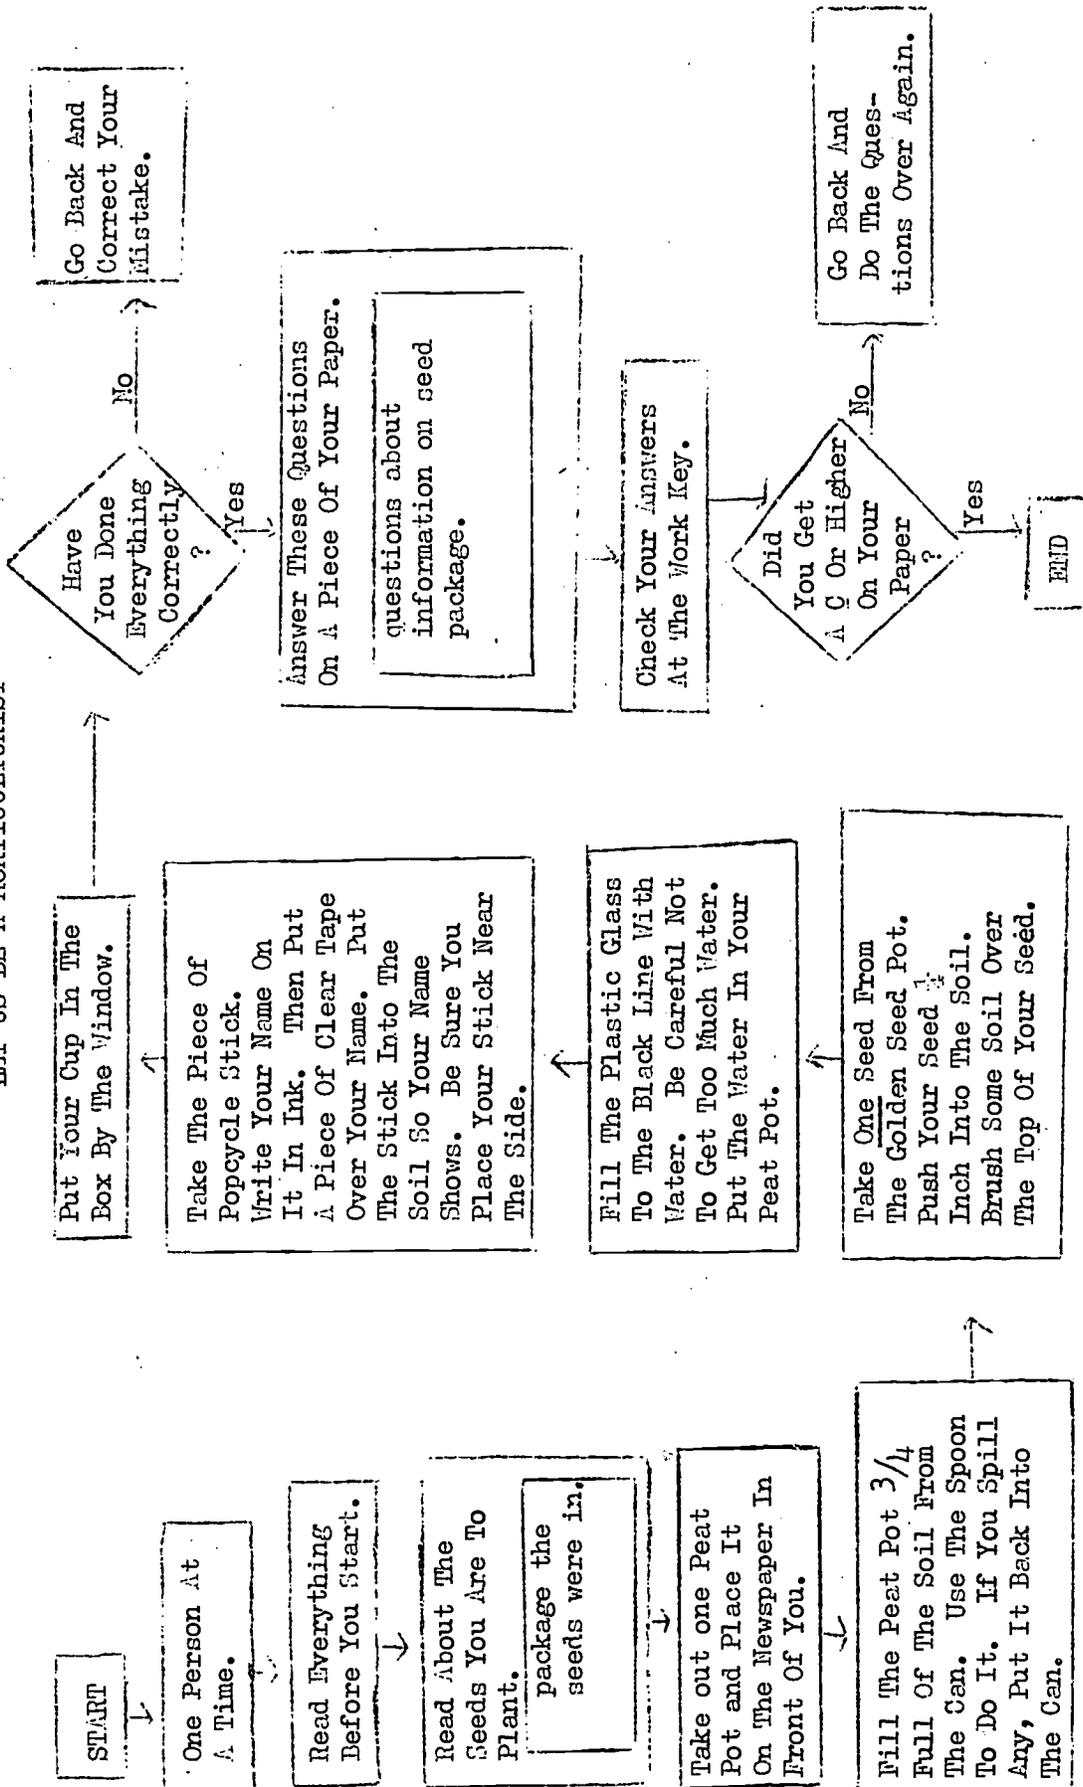 START
One Person At
A Time.
Read Everything
Before You Start.
Read About The
Seeds You Are To
Plant.
package the
seeds were in.
Take out one Peat
Pot and Place It
On The Newspaper In
Front Of You.
Fill The Peat Pot 3/4
Full Of The Soil From
The Can. Use The Spoon
To Do It. If You Spill
Any, Put It Back Into
The Can.
Take One Seed From
The Golden Seed Pot.
Push Your Seed
Inch Into The Soil.
Brush Some Soil Over
The Top Of Your Seed.
Fill The Plastic Glass
To The Black Line With
Water. Be Careful Not
To Get Too Much Water.
Put The Water In Your
Peat Pot.
Take The Piece Of
Popcycle Stick.
Write Your Name On
It In Ink. Then Put
A Piece Of Clear Tape
Over Your Name. Put
The Stick Into The
Soil So Your Name
Shows. Be Sure You
Place Your Stick Near
The Side.
Put Your Cup In The
Box By The Window.
Have
You Done
Everything
Correctly
?
No
Go Back And
Correct Your
Mistake.
Yes
Answer These Questions
On A Piece Of Your Paper.
questions about
information on seed
package.
Check Your Answers
At The Work Key.
Did
You Get
A C Or Higher
On Your
Paper
?
No
Go Back And
Do The Ques-
tions Over Again.
Yes
END